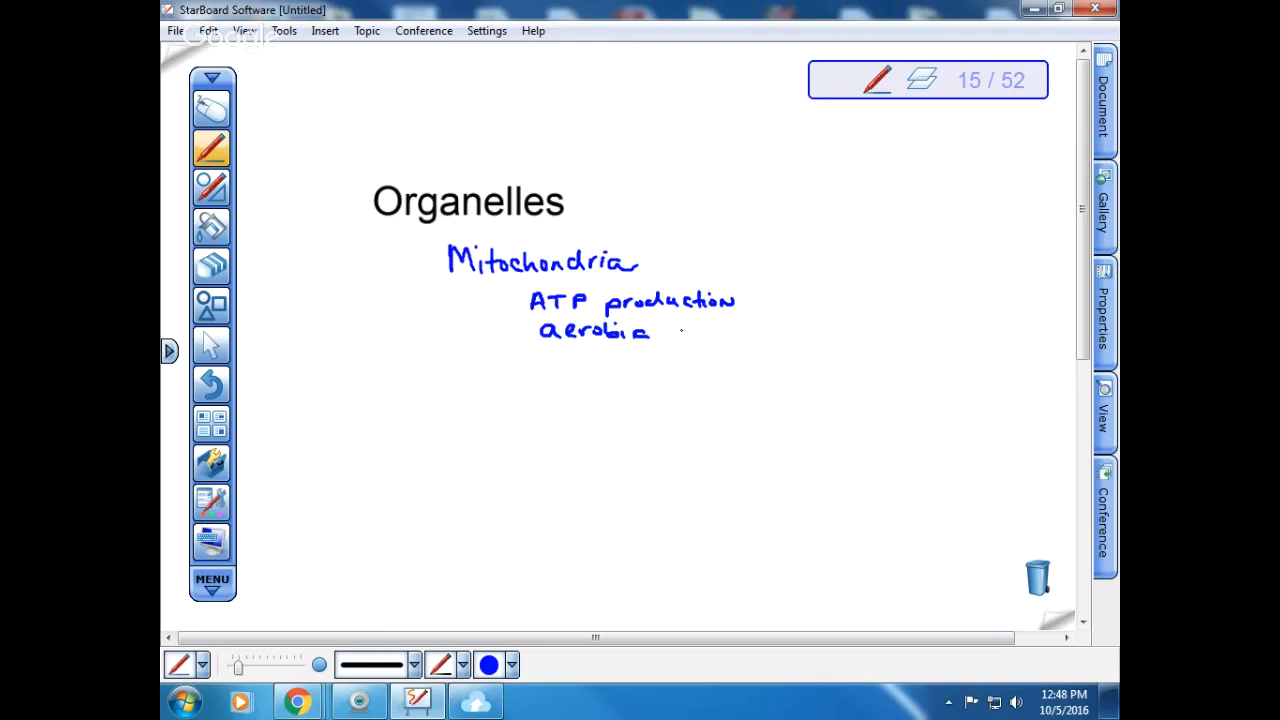 StarBoard Software [Untitled]
Google
File Edit View Tools Insert Topic Conference Settings Help
15 / 52
Document
Gallery
Properties
View
Conference
Organelles
Mitochondria
ATP production
aerobic
MENU
12:48 PM
10/5/2016